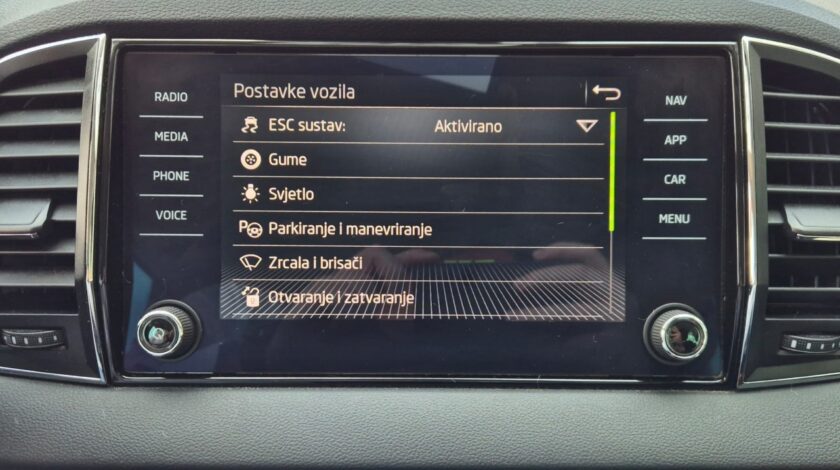 RADIO
MEDIA
PHONE
VOICE
Postavke vozila
ESC sustav: Aktivirano
Gume
Svjetlo
P Parkiranje i manevriranje
Zrcala i brisači
Otvaranje i zatvaranje
NAV
APP
CAR
MENU